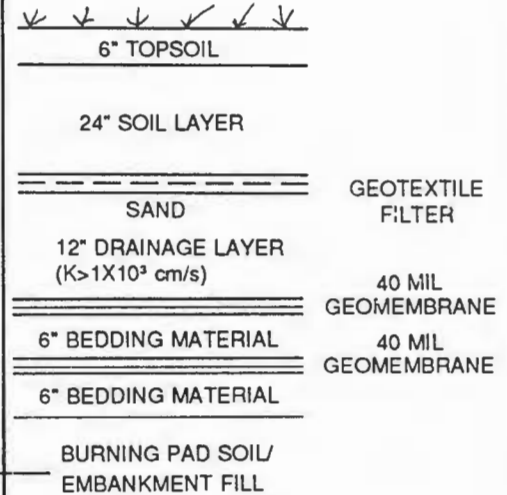 6" TOPSOIL
24" SOIL LAYER
GEOTEXTILE
FILTER
SAND
12" DRAINAGE LAYER
(K>1X10³ cm/s)
40 MIL
GEOMEMBRANE
6" BEDDING MATERIAL
40 MIL
GEOMEMBRANE
6" BEDDING MATERIAL
BURNING PAD SOIL/
EMBANKMENT FILL